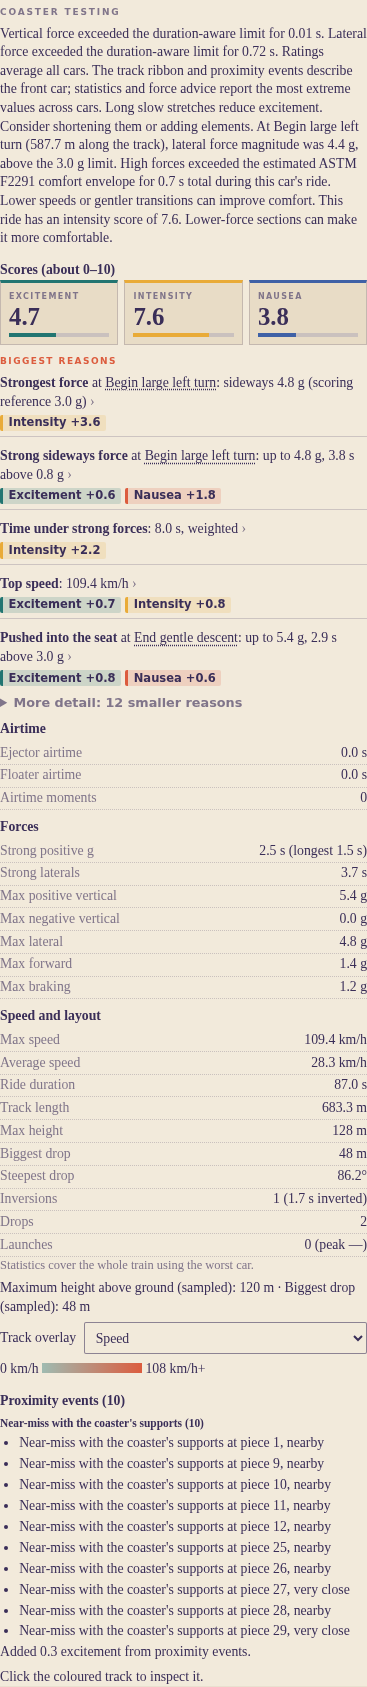 COASTER TESTING
Vertical force exceeded the duration-aware limit for 0.01 s. Lateral
force exceeded the duration-aware limit for 0.72 s. Ratings
average all cars. The track ribbon and proximity events describe
the front car; statistics and force advice report the most extreme
values across cars. Long slow stretches reduce excitement.
Consider shortening them or adding elements. At Begin large left
turn (587.7 m along the track), lateral force magnitude was 4.4 g,
above the 3.0 g limit. High forces exceeded the estimated ASTM
F2291 comfort envelope for 0.7 s total during this car's ride.
Lower speeds or gentler transitions can improve comfort. This
ride has an intensity score of 7.6. Lower-force sections can make
it more comfortable.
Scores (about 0–10)
EXCITEMENT INTENSITY NAUSEA
4.7 7.6 3.8
BIGGEST REASONS
Strongest force at Begin large left turn: sideways 4.8 g (scoring
reference 3.0 g) ›
Intensity +3.6
Strong sideways force at Begin large left turn: up to 4.8 g, 3.8 s
above 0.8 g ›
Excitement +0.6 Nausea +1.8
Time under strong forces: 8.0 s, weighted ›
Intensity +2.2
Top speed: 109.4 km/h ›
Excitement +0.7 Intensity +0.8
Pushed into the seat at End gentle descent: up to 5.4 g, 2.9 s
above 3.0 g ›
Excitement +0.8 Nausea +0.6
▶ More detail: 12 smaller reasons
Airtime
Ejector airtime 0.0 s
Floater airtime 0.0 s
Airtime moments 0
Forces
Strong positive g 2.5 s (longest 1.5 s)
Strong laterals 3.7 s
Max positive vertical 5.4 g
Max negative vertical 0.0 g
Max lateral 4.8 g
Max forward 1.4 g
Max braking 1.2 g
Speed and layout
Max speed 109.4 km/h
Average speed 28.3 km/h
Ride duration 87.0 s
Track length 683.3 m
Max height 128 m
Biggest drop 48 m
Steepest drop 86.2°
Inversions 1 (1.7 s inverted)
Drops 2
Launches 0 (peak —)
Statistics cover the whole train using the worst car.
Maximum height above ground (sampled): 120 m · Biggest drop
(sampled): 48 m
Track overlay Speed
0 km/h 108 km/h+
Proximity events (10)
Near-miss with the coaster's supports (10)
• Near-miss with the coaster's supports at piece 1, nearby
• Near-miss with the coaster's supports at piece 9, nearby
• Near-miss with the coaster's supports at piece 10, nearby
• Near-miss with the coaster's supports at piece 11, nearby
• Near-miss with the coaster's supports at piece 12, nearby
• Near-miss with the coaster's supports at piece 25, nearby
• Near-miss with the coaster's supports at piece 26, nearby
• Near-miss with the coaster's supports at piece 27, very close
• Near-miss with the coaster's supports at piece 28, nearby
• Near-miss with the coaster's supports at piece 29, very close
Added 0.3 excitement from proximity events.
Click the coloured track to inspect it.